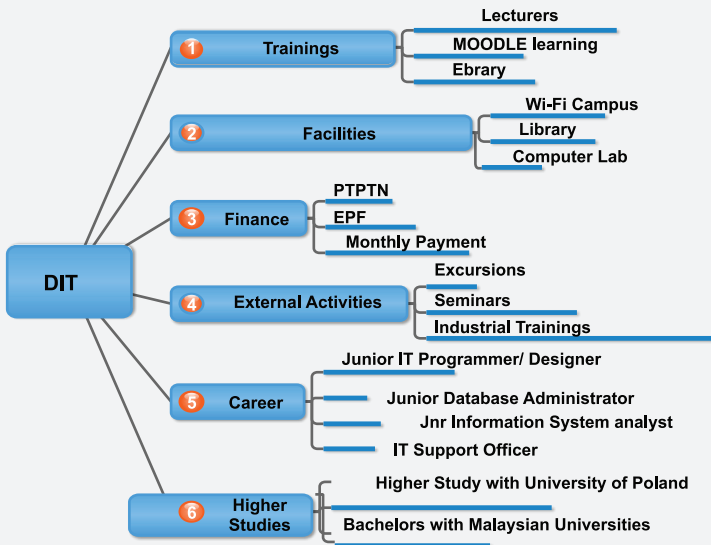 DIT
1 Trainings
Lecturers
MOODLE learning
Ebrary
2 Facilities
Wi-Fi Campus
Library
Computer Lab
3 Finance
PTPTN
EPF
Monthly Payment
4 External Activities
Excursions
Seminars
Industrial Trainings
5 Career
Junior IT Programmer/ Designer
Junior Database Administrator
Jnr Information System analyst
IT Support Officer
6 Higher
Studies
Higher Study with University of Poland
Bachelors with Malaysian Universities